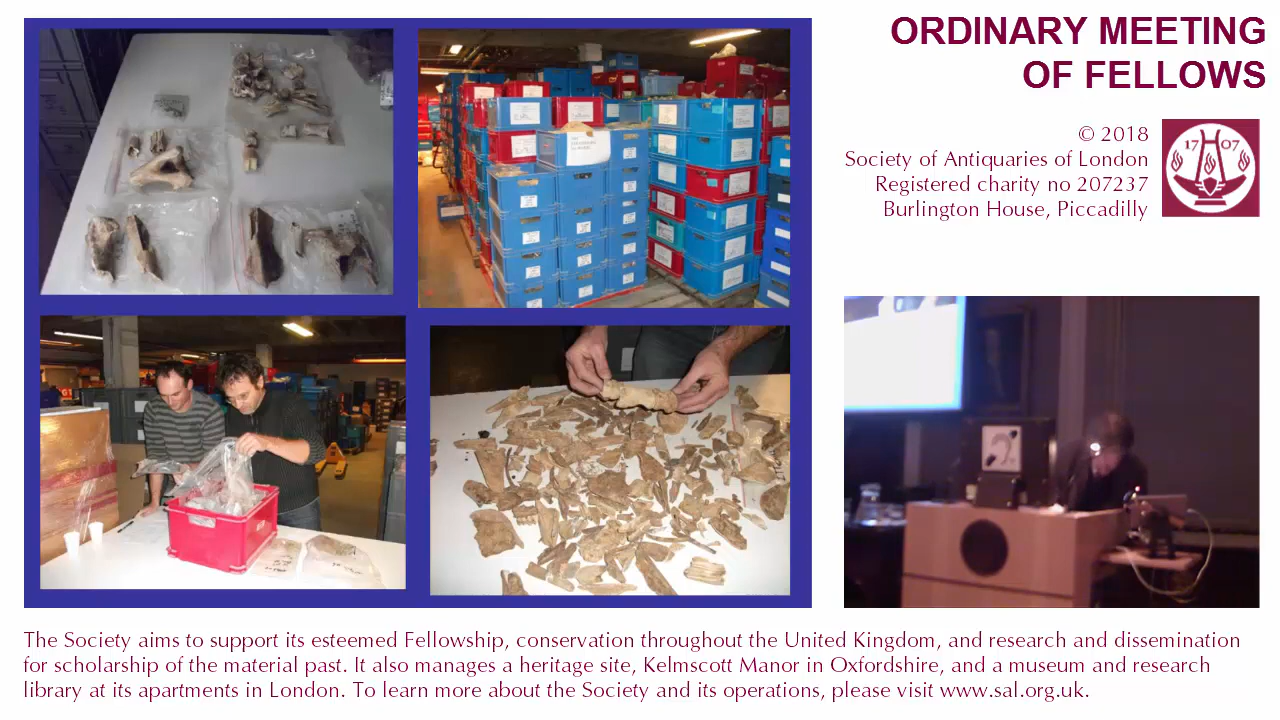 ORDINARY MEETING
OF FELLOWS
© 2018
Society of Antiquaries of London
Registered charity no 207237
Burlington House, Piccadilly
1707
The Society aims to support its esteemed Fellowship, conservation throughout the United Kingdom, and research and dissemination
for scholarship of the material past. It also manages a heritage site, Kelmscott Manor in Oxfordshire, and a museum and research
library at its apartments in London. To learn more about the Society and its operations, please visit www.sal.org.uk.